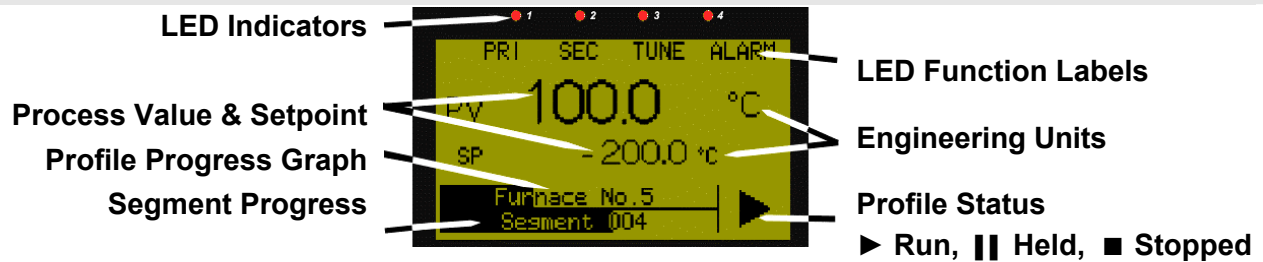 LED Indicators
1 2 3 4
PRI SEC TUNE ALARM
LED Function Labels
Process Value & Setpoint
PV 100.0 °C
Engineering Units
SP -200.0 °C
Profile Progress Graph
Furnace No.5
Segment Progress
Segment 004
Profile Status
► Run, ▌▌ Held, ■ Stopped